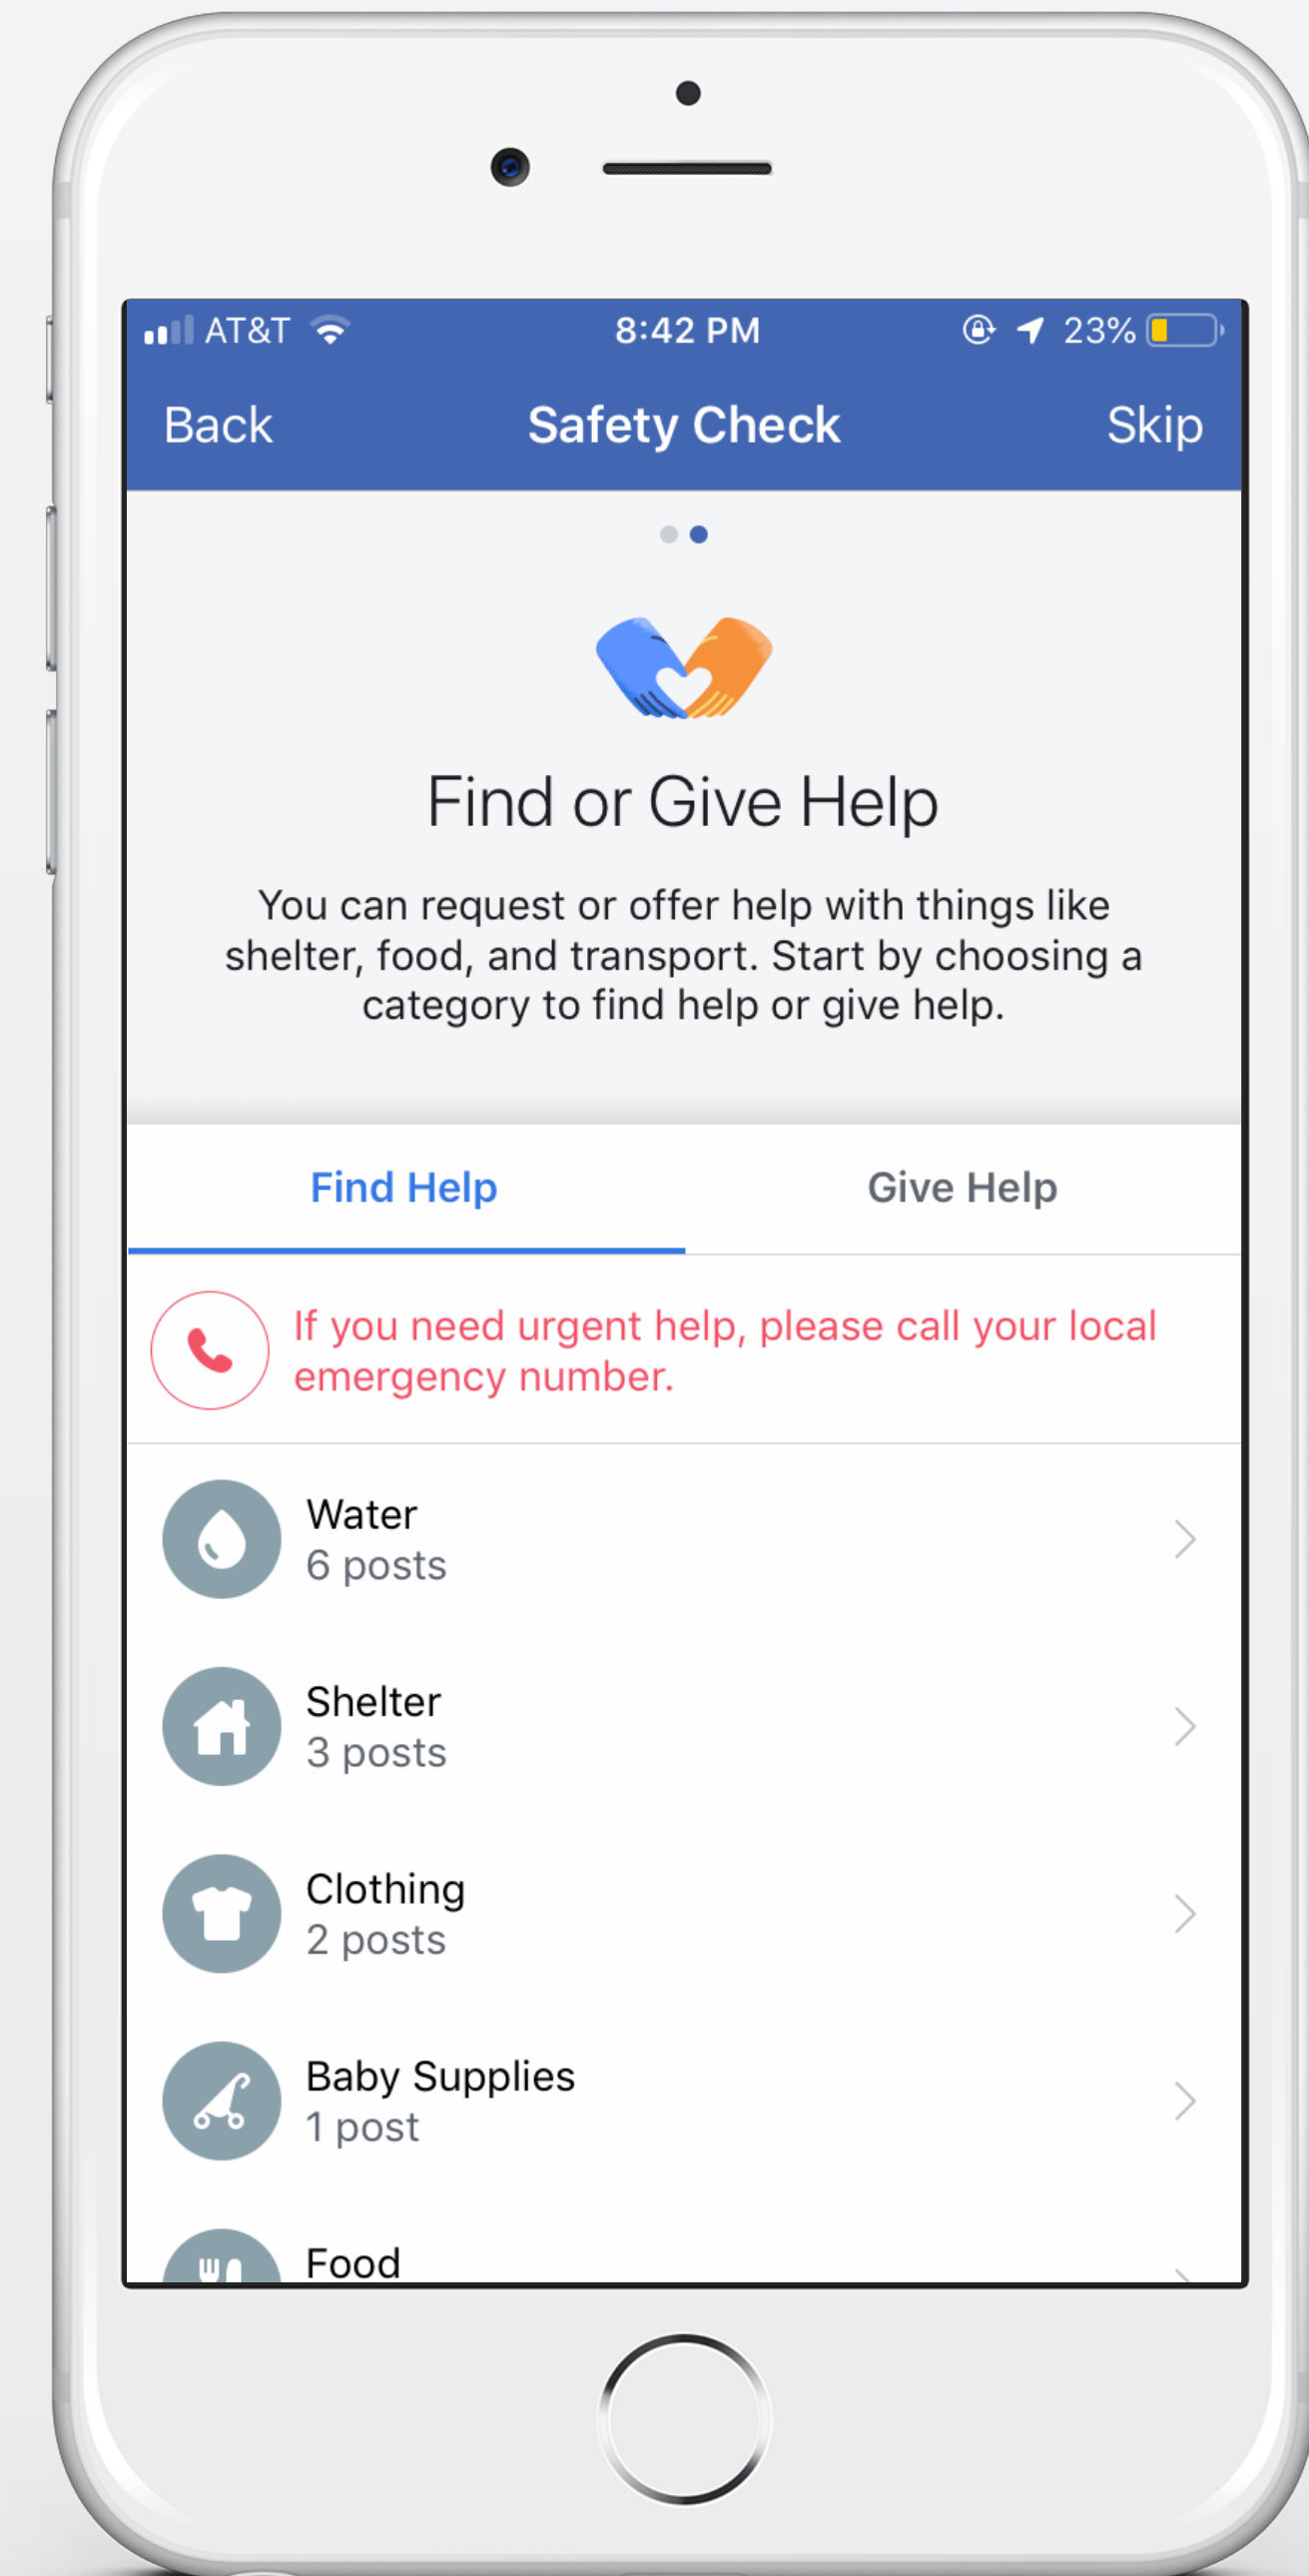 AT&T 8:42 PM 23%
Back Safety Check Skip
Find or Give Help
You can request or offer help with things like
shelter, food, and transport. Start by choosing a
category to find help or give help.
Find Help Give Help
If you need urgent help, please call your local
emergency number.
Water
6 posts
Shelter
3 posts
Clothing
2 posts
Baby Supplies
1 post
Food